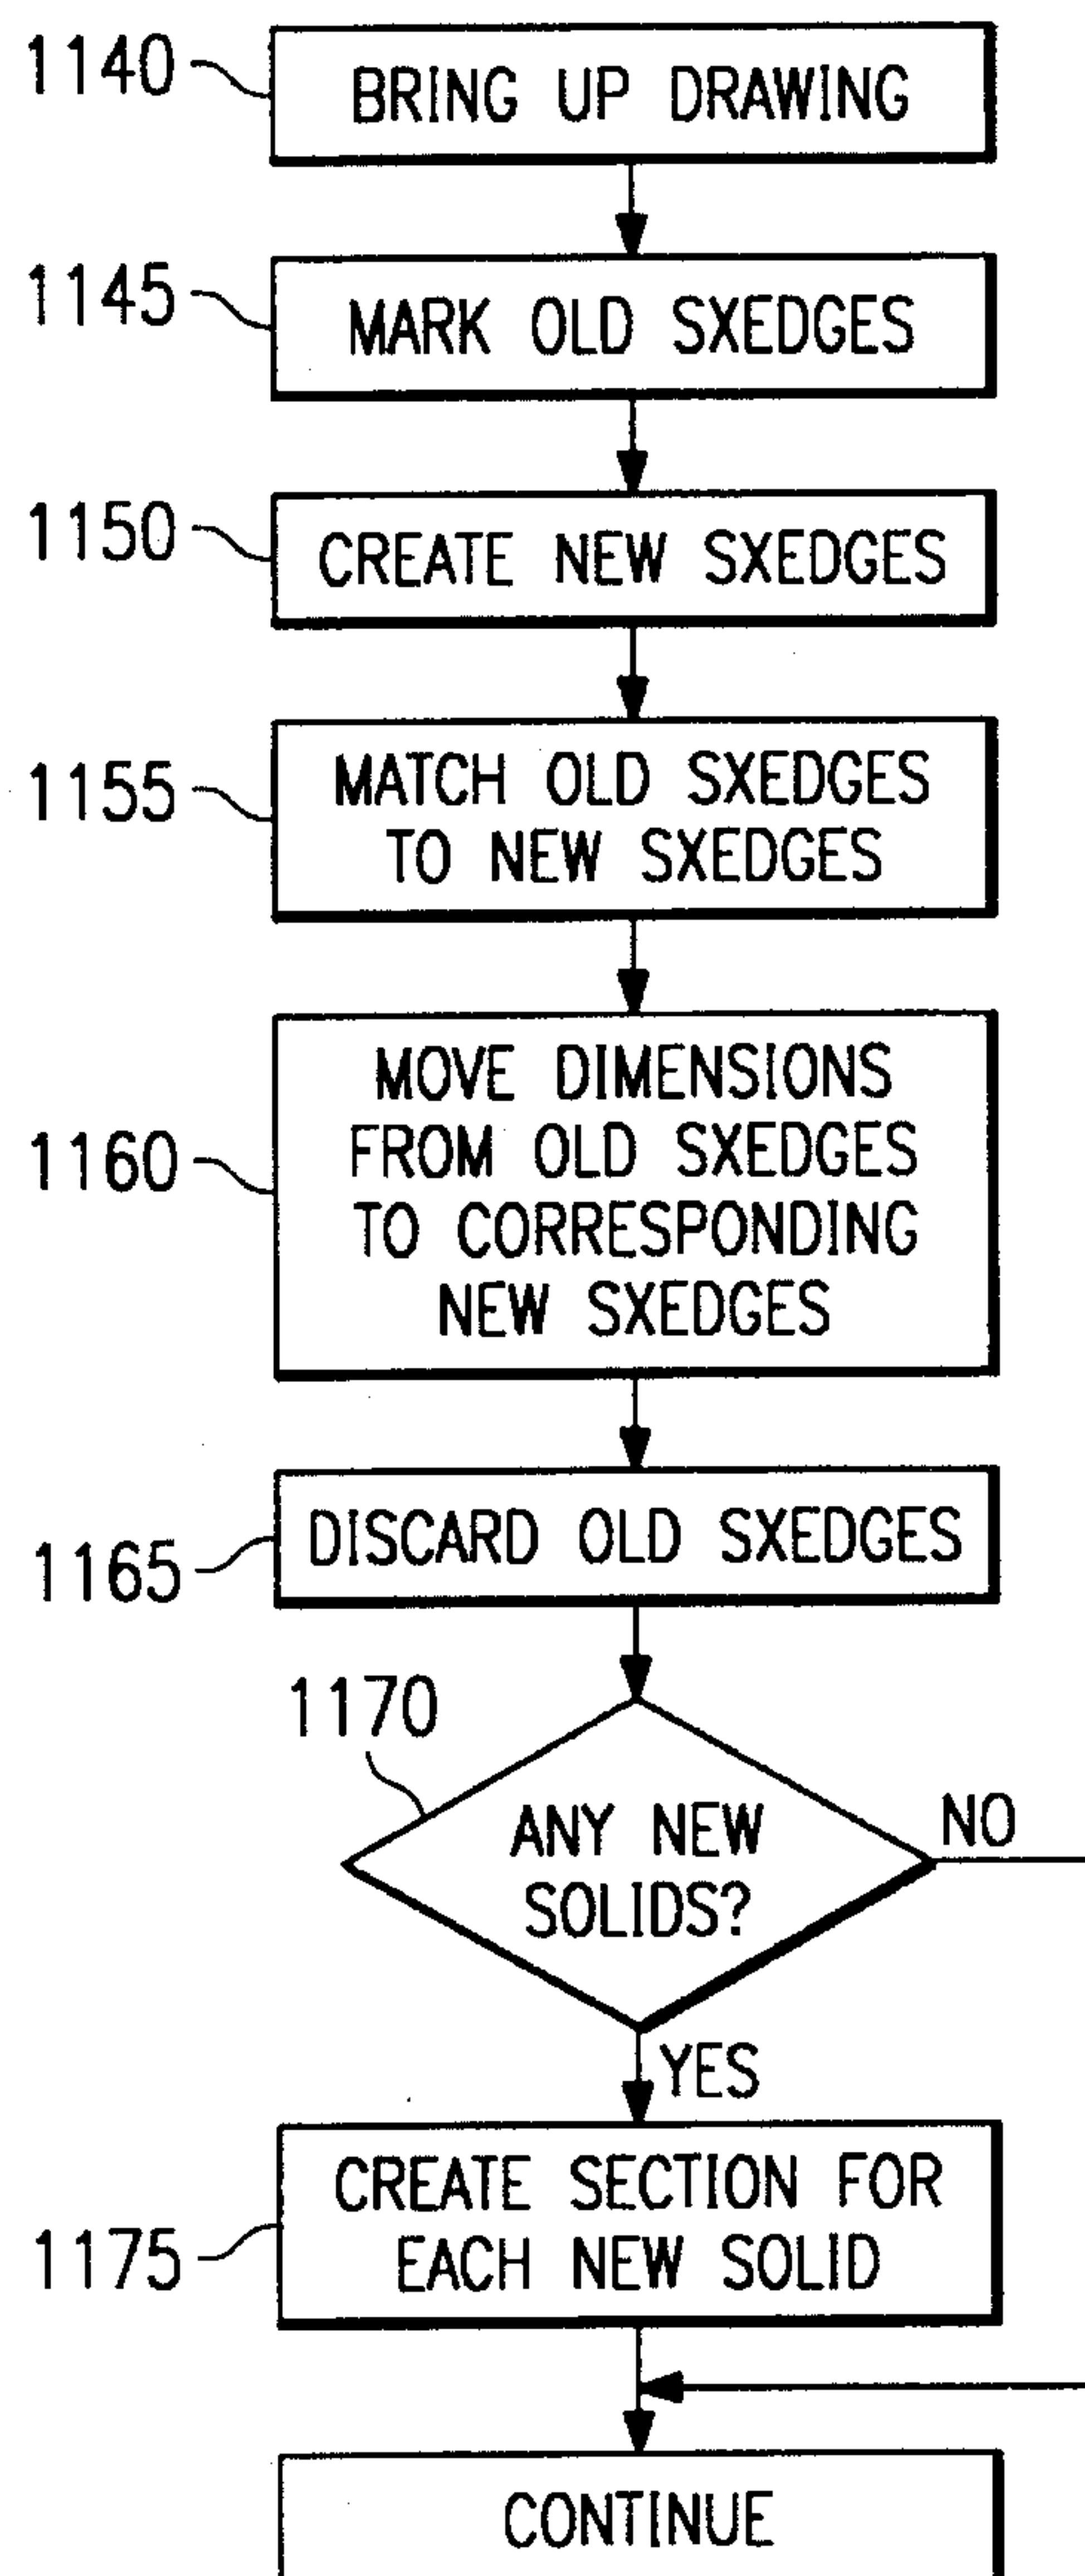 1140
BRING UP DRAWING
1145
MARK OLD SXEDGES
1150
CREATE NEW SXEDGES
1155
MATCH OLD SXEDGES
TO NEW SXEDGES
1160
MOVE DIMENSIONS
FROM OLD SXEDGES
TO CORRESPONDING
NEW SXEDGES
1165
DISCARD OLD SXEDGES
1170
ANY NEW
SOLIDS?
NO
YES
1175
CREATE SECTION FOR
EACH NEW SOLID
CONTINUE